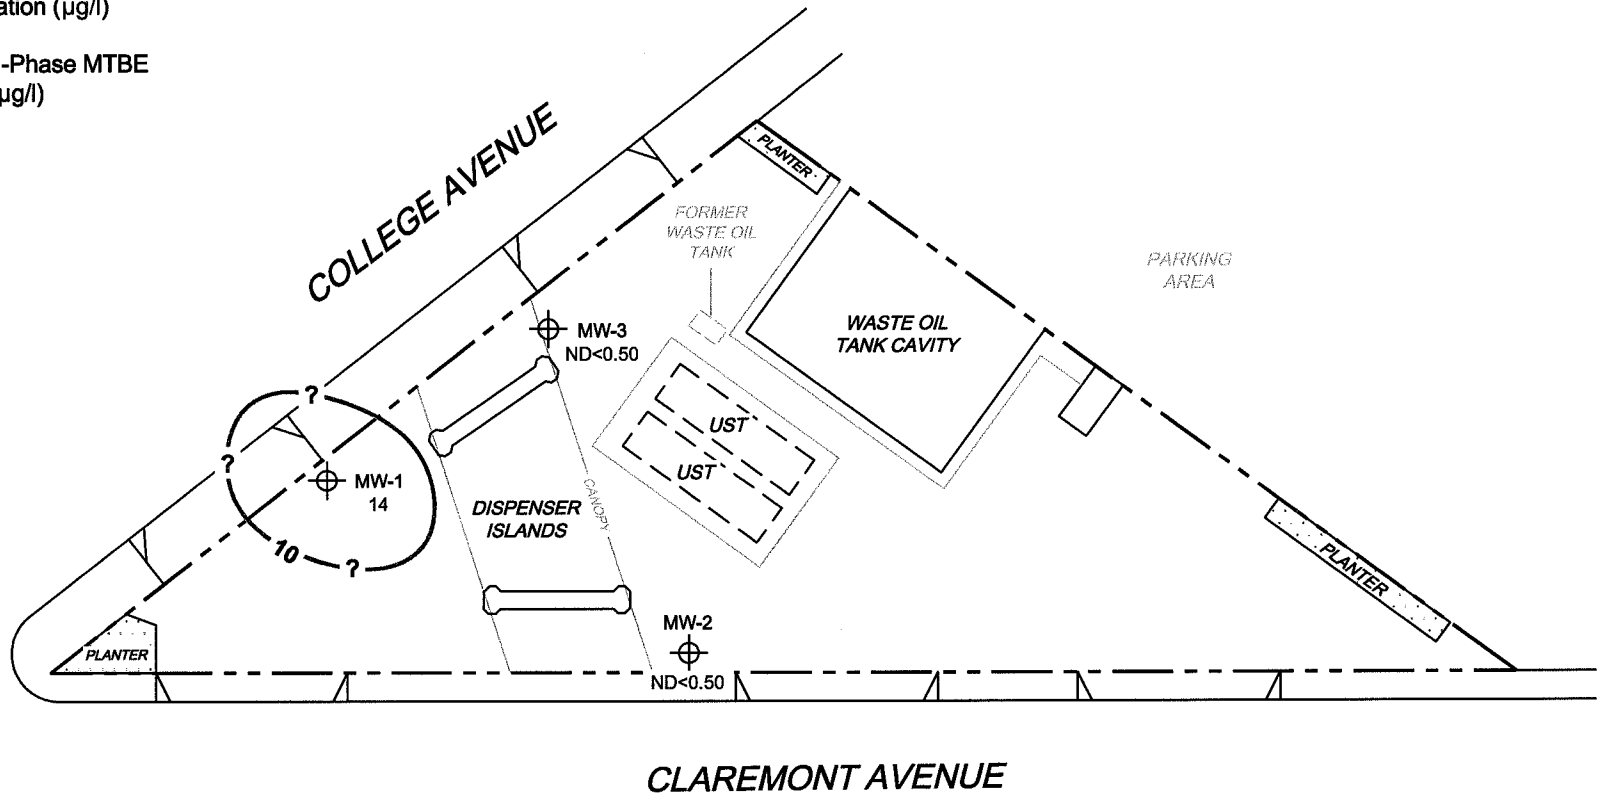 ation (µg/l)
-Phase MTBE
µg/l)
COLLEGE AVENUE
PLANTER
FORMER
WASTE OIL
TANK
PARKING
AREA
WASTE OIL
TANK CAVITY
MW-3
ND<0.50
?
?
MW-1
14
UST
UST
CANOPY
DISPENSER
ISLANDS
10
?
PLANTER
MW-2
ND<0.50
PLANTER
CLAREMONT AVENUE